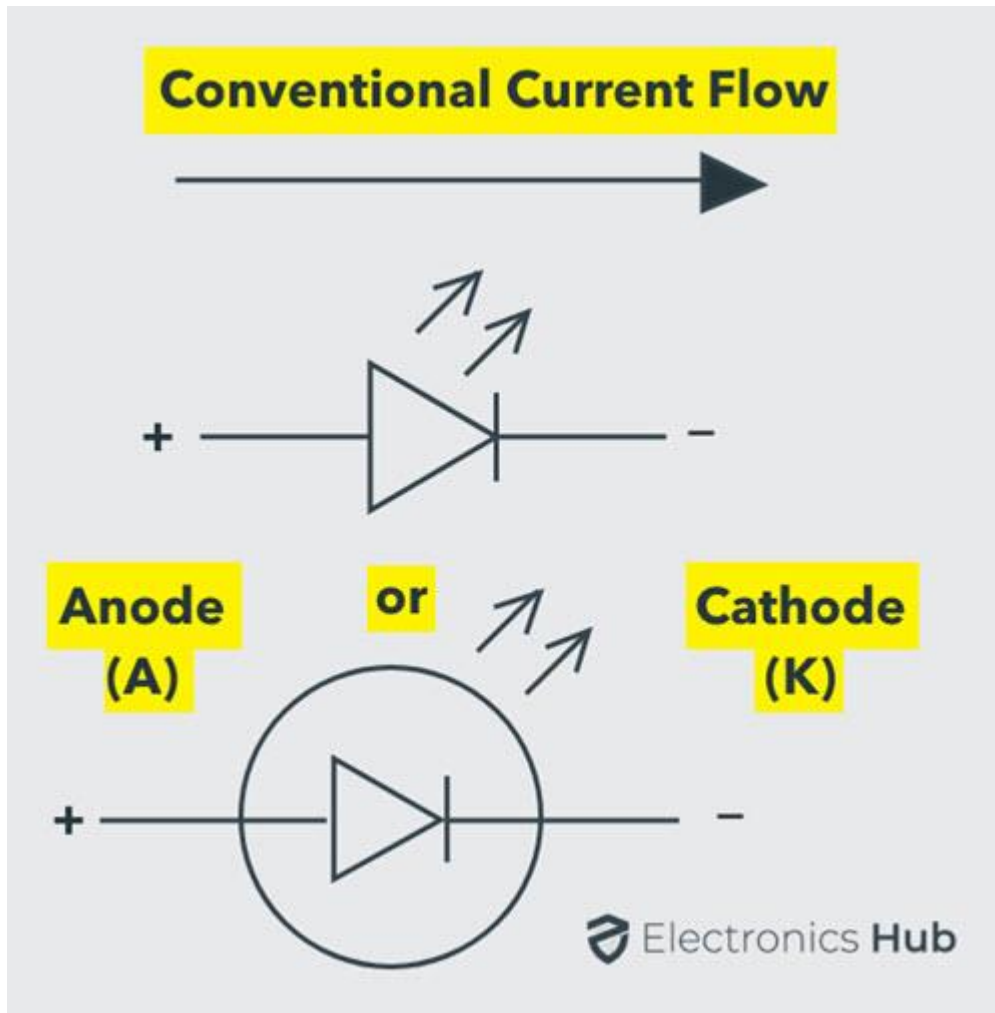 Conventional Current Flow
+ −
Anode or Cathode
(A) (K)
+ −
Electronics Hub